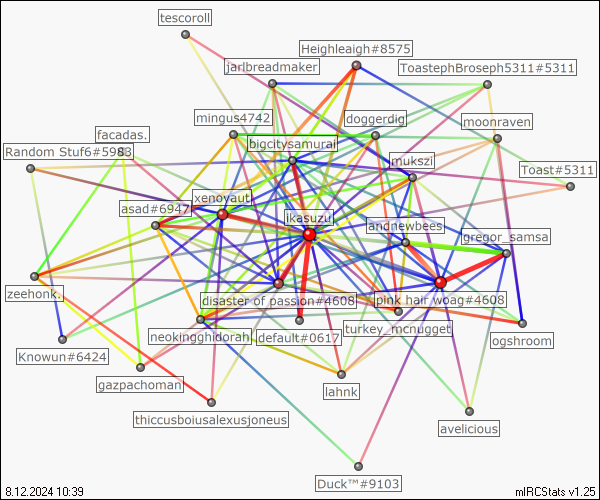 tescoroll
Heighleaigh#8575
jarlbreadmaker
ToastephBroseph5311#5311
mingus4742
doggerdig
moonraven
facadas.
bigcitysamurai
Random Stuf6#5983
mukszi
Toast#5311
xenoyaut
asad#6947
ikasuzu
andnewbees
gregor_samsa
zeehonk.
disaster of passion#4608
pink hair woag#4608
neokingghidorah
default#0617
turkey_mcnugget
ogshroom
Knowun#6424
gazpachoman
lahnk
thiccusboiusalexusjoneus
avelicious
Duck™#9103
8.12.2024 10:39
mIRCStats v1.25